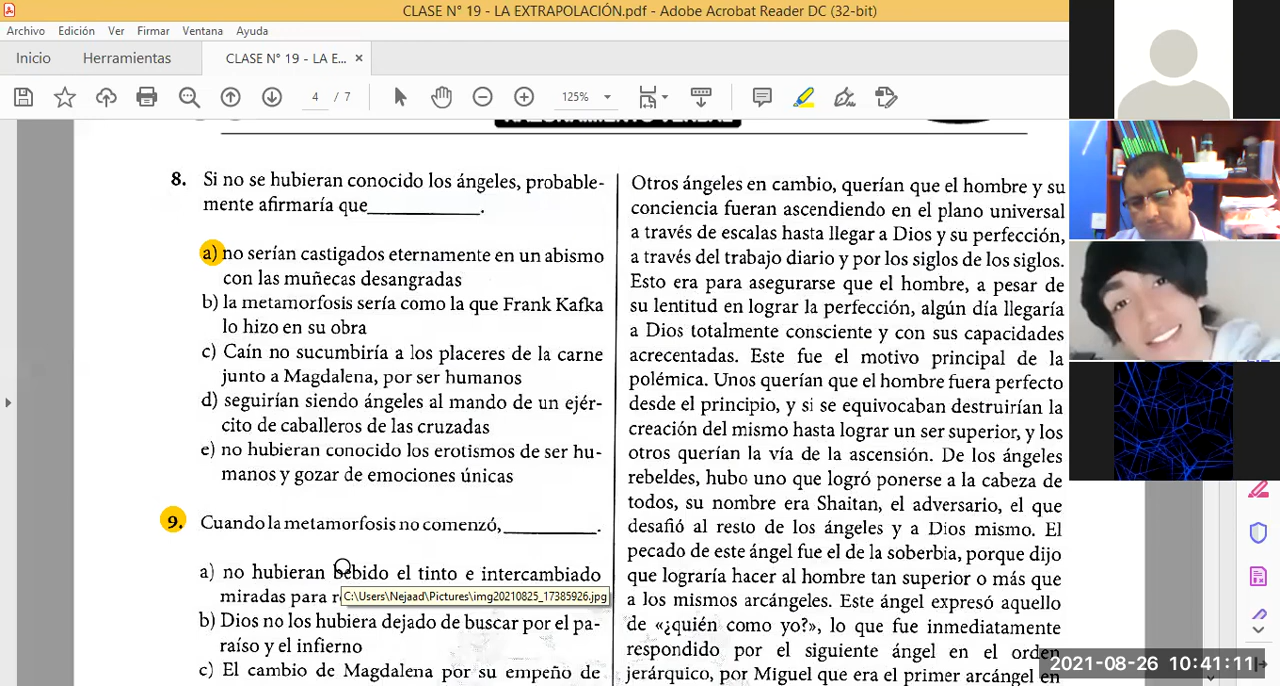 CLASE N° 19 - LA EXTRAPOLACIÓN.pdf - Adobe Acrobat Reader DC (32-bit)
Archivo Edición Ver Firmar Ventana Ayuda
Inicio Herramientas CLASE N° 19 - LA E... ×
4 / 7 125%
8. Si no se hubieran conocido los ángeles, probable-
mente afirmaría que__________.
a) no serían castigados eternamente en un abismo
con las muñecas desangradas
b) la metamorfosis sería como la que Frank Kafka
lo hizo en su obra
c) Caín no sucumbiría a los placeres de la carne
junto a Magdalena, por ser humanos
d) seguirían siendo ángeles al mando de un ejér-
cito de caballeros de las cruzadas
e) no hubieran conocido los erotismos de ser hu-
manos y gozar de emociones únicas
9. Cuando la metamorfosis no comenzó,_________.
a) no hubieran bebido el tinto e intercambiado
miradas para
C:\Users\Nejaad\Pictures\img20210825_17385926.jpg
b) Dios no los hubiera dejado de buscar por el pa-
raíso y el infierno
c) El cambio de Magdalena por su empeño de
Otros ángeles en cambio, querían que el hombre y su
conciencia fueran ascendiendo en el plano universal
a través de escalas hasta llegar a Dios y su perfección,
a través del trabajo diario y por los siglos de los siglos.
Esto era para asegurarse que el hombre, a pesar de
su lentitud en lograr la perfección, algún día llegaría
a Dios totalmente consciente y con sus capacidades
acrecentadas. Este fue el motivo principal de la
polémica. Unos querían que el hombre fuera perfecto
desde el principio, y si se equivocaban destruirían la
creación del mismo hasta lograr un ser superior, y los
otros querían la vía de la ascensión. De los ángeles
rebeldes, hubo uno que logró ponerse a la cabeza de
todos, su nombre era Shaitan, el adversario, el que
desafió al resto de los ángeles y a Dios mismo. El
pecado de este ángel fue el de la soberbia, porque dijo
que lograría hacer al hombre tan superior o más que
a los mismos arcángeles. Este ángel expresó aquello
de «¿quién como yo?», lo que fue inmediatamente
respondido por el siguiente ángel en el orden
jerárquico, por Miguel que era el primer arcángel en
2021-08-26 10:41:11